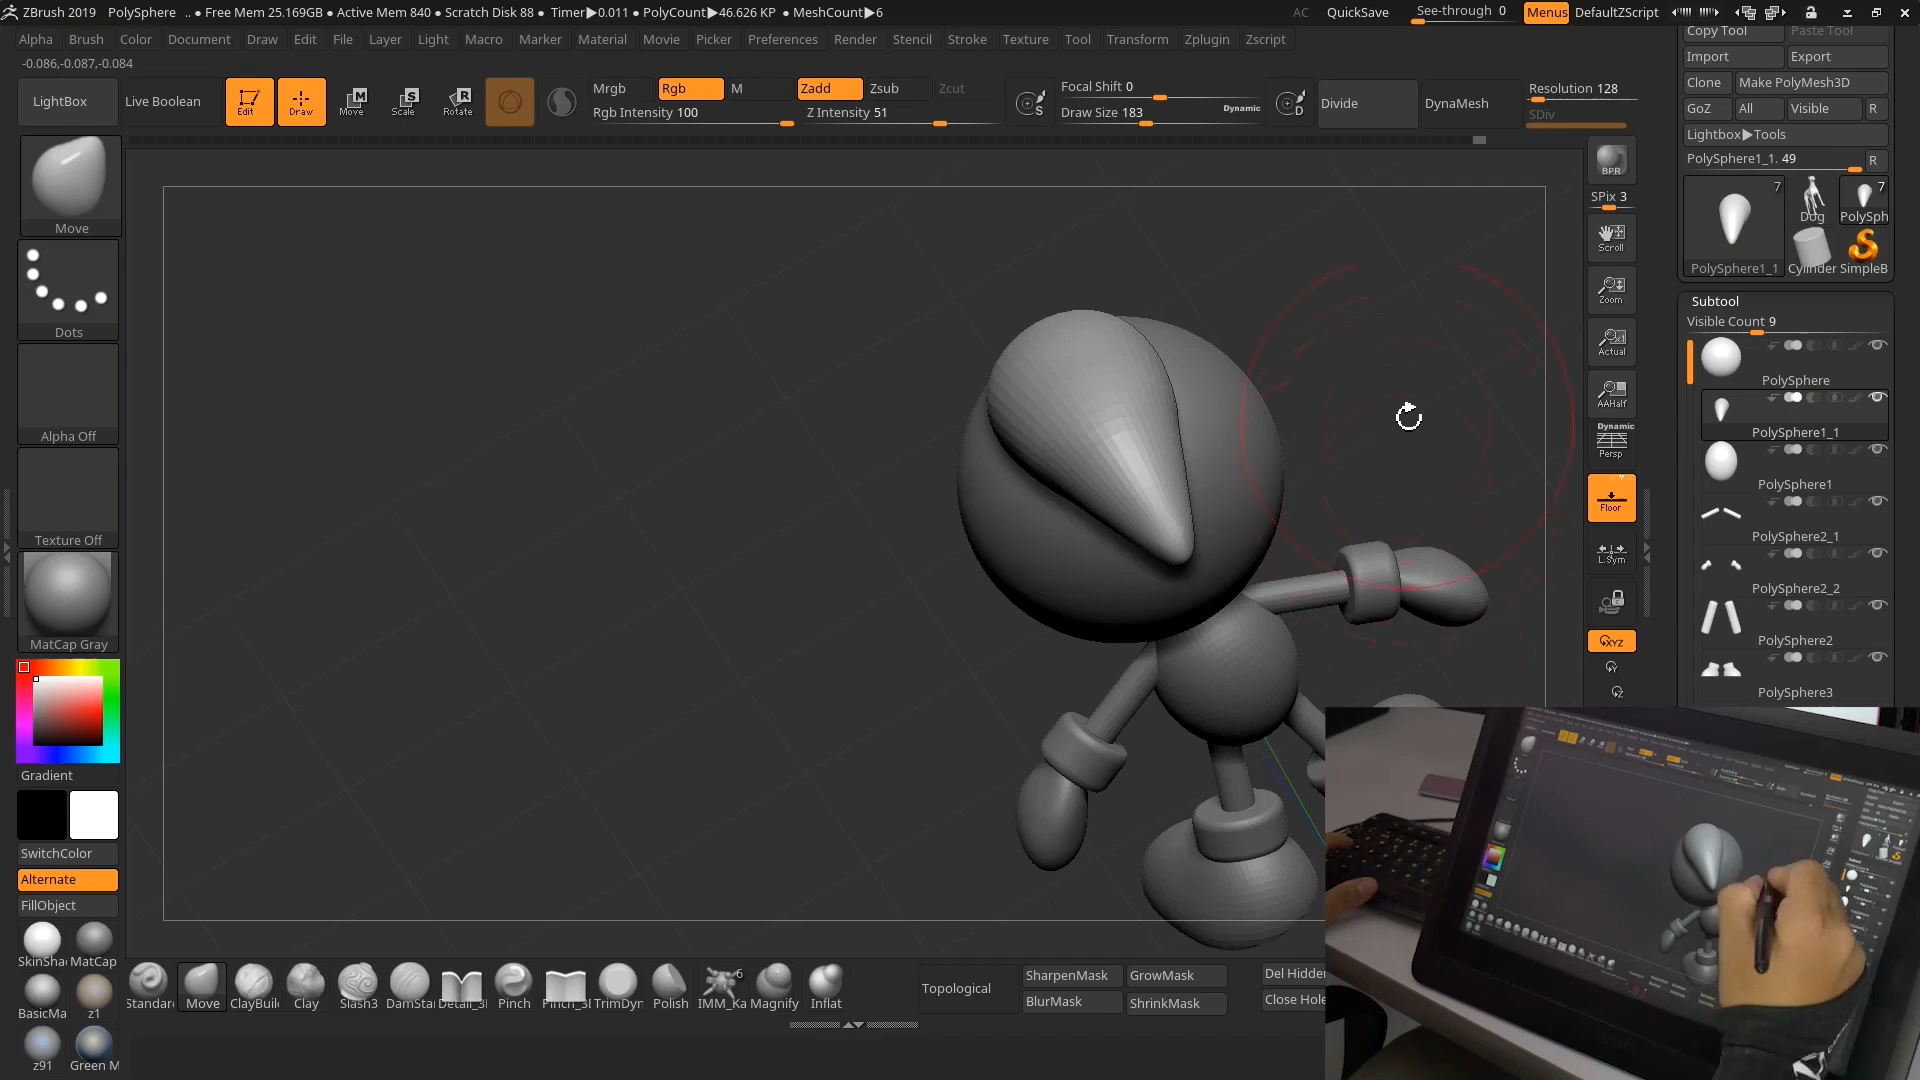 ZBrush 2019 PolySphere .. ● Free Mem 25.169GB ● Active Mem 840 ● Scratch Disk 88 ● Timer▶0.011 ● PolyCount▶46.626 KP ● MeshCount▶6 AC QuickSave See-through 0 Menus DefaultZScript
Alpha Brush Color Document Draw Edit File Layer Light Macro Marker Material Movie Picker Preferences Render Stencil Stroke Texture Tool Transform Zplugin Zscript
-0.086,-0.087,-0.084
LightBox
Live Boolean
Edit
Draw
Move
Scale
Rotate
Mrgb Rgb M
Rgb Intensity 100
Zadd Zsub Zcut
Z Intensity 51
Focal Shift 0
Draw Size 183
Dynamic
Divide
DynaMesh
Resolution 128
SDiv
Move
Dots
Alpha Off
Texture Off
MatCap Gray
Gradient
SwitchColor
Alternate
FillObject
SkinSha MatCap
BasicMa z1
z91 Green M
Standar Move ClayBuil Clay Slash3 DamSta Detail_3 Pinch Pinch_3 TrimDyn Polish IMM_Ka Magnify Inflat
6
Topological
SharpenMask GrowMask
BlurMask ShrinkMask
Del Hidden
Close Hole
BPR
SPix 3
Scroll
Zoom
Actual
AAHalf
Dynamic
Persp
Floor
L.Sym
XYZ
Y
Z
Copy Tool Paste Tool
Import Export
Clone Make PolyMesh3D
GoZ All Visible R
Lightbox▶Tools
PolySphere1_1. 49 R
7
PolySphere1_1
Dog
7
PolySph
Cylinder
SimpleB
Subtool
Visible Count 9
PolySphere
PolySphere1_1
PolySphere1
PolySphere2_1
PolySphere2_2
PolySphere2
PolySphere3